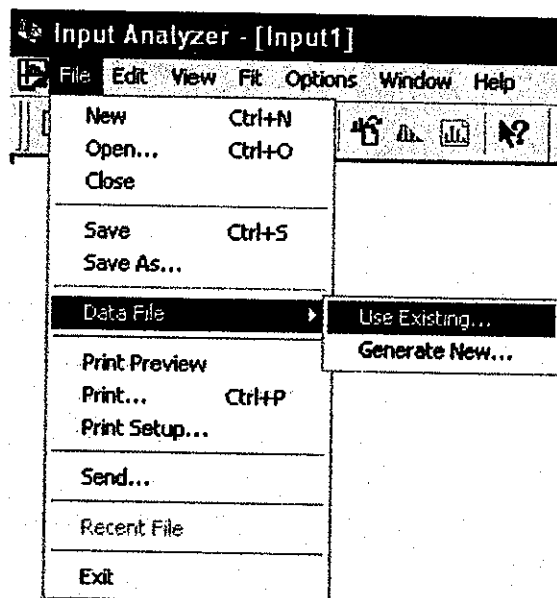 Input Analyzer - [Input1]
File Edit View Fit Options Window Help
New Ctrl+N
Open... Ctrl+O
Close
Save Ctrl+S
Save As...
Data File
Use Existing...
Generate New...
Print Preview
Print... Ctrl+P
Print Setup...
Send...
Recent File
Exit